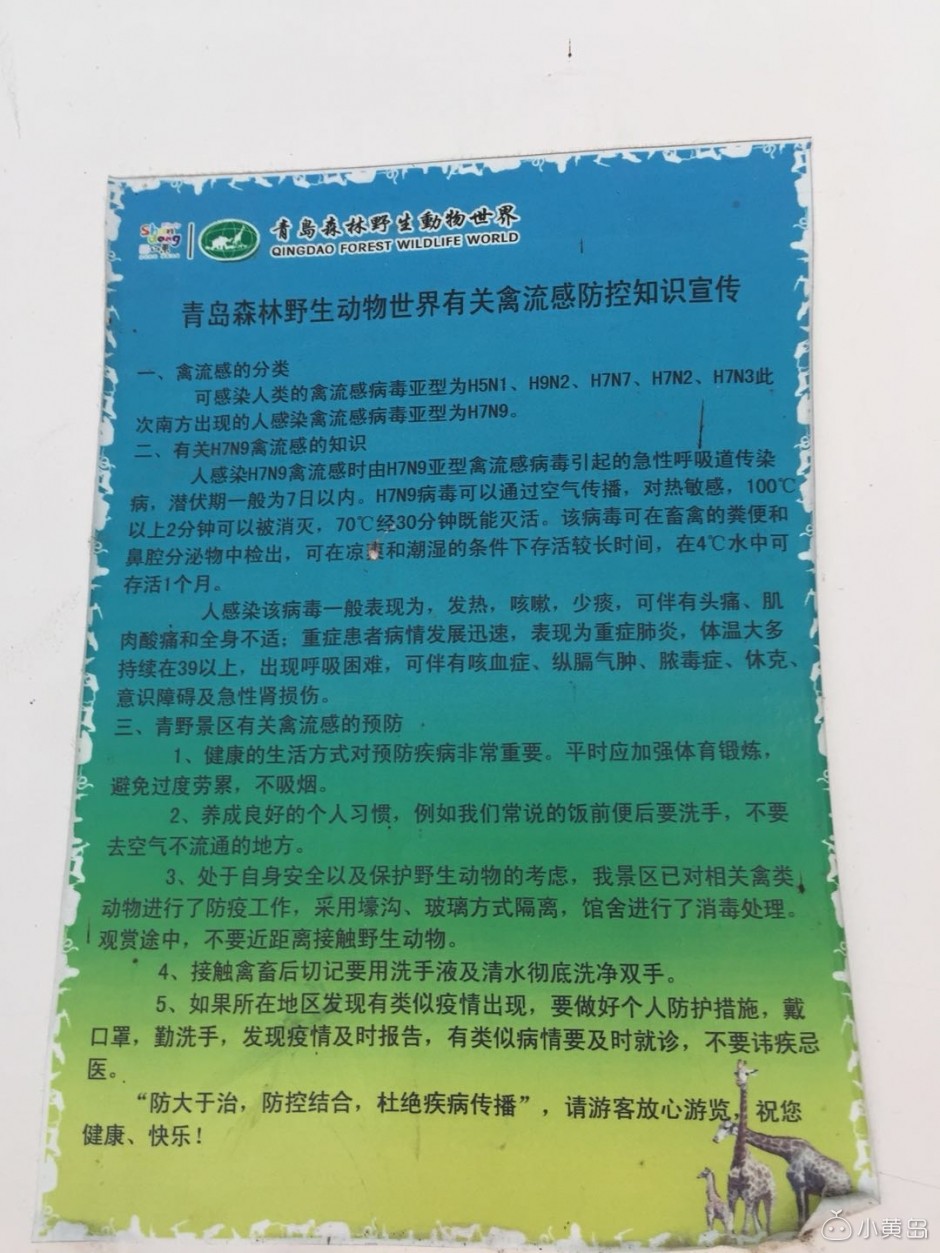 Shandong
青岛森林野生動物世界
QINGDAO FOREST WILDLIFE WORLD
青岛森林野生动物世界有关禽流感防控知识宣传
一、禽流感的分类
可感染人类的禽流感病毒亚型为H5N1、H9N2、H7N7、H7N2、H7N3此
次南方出现的人感染禽流感病毒亚型为H7N9。
二、有关H7N9禽流感的知识
人感染H7N9禽流感时由H7N9亚型禽流感病毒引起的急性呼吸道传染
病，潜伏期一般为7日以内。H7N9病毒可以通过空气传播，对热敏感，100℃
以上2分钟可以被消灭，70℃经30分钟既能灭活。该病毒可在畜禽的粪便和
鼻腔分泌物中检出，可在凉爽和潮湿的条件下存活较长时间，在4℃水中可
存活1个月。
人感染该病毒一般表现为，发热，咳嗽，少痰，可伴有头痛、肌
肉酸痛和全身不适；重症患者病情发展迅速，表现为重症肺炎，体温大多
持续在39以上，出现呼吸困难，可伴有咳血症、纵膈气肿、脓毒症、休克、
意识障碍及急性肾损伤。
三、青野景区有关禽流感的预防
1、健康的生活方式对预防疾病非常重要。平时应加强体育锻炼，
避免过度劳累，不吸烟。
2、养成良好的个人习惯，例如我们常说的饭前便后要洗手，不要
去空气不流通的地方。
3、处于自身安全以及保护野生动物的考虑，我景区已对相关禽类
动物进行了防疫工作，采用壕沟、玻璃方式隔离，馆舍进行了消毒处理。
观赏途中，不要近距离接触野生动物。
4、接触禽畜后切记要用洗手液及清水彻底洗净双手。
5、如果所在地区发现有类似疫情出现，要做好个人防护措施，戴
口罩，勤洗手，发现疫情及时报告，有类似病情要及时就诊，不要讳疾忌
医。
“防大于治，防控结合，杜绝疾病传播”，请游客放心游览，祝您
健康、快乐！
小黄岛